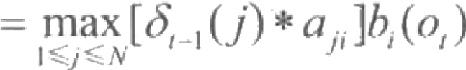 = max_{1≤j≤N}[δ_{t-1}(j) * a_{ji}]b_i(o_t)